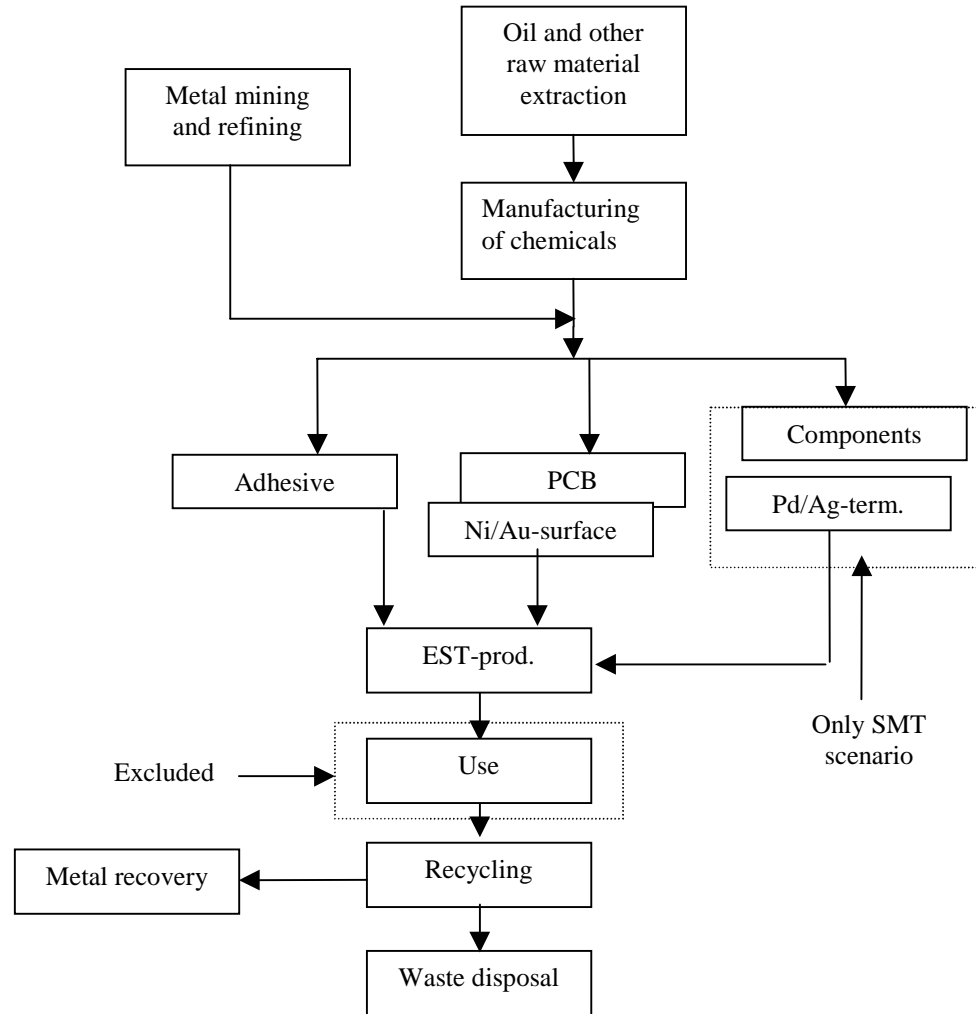 Oil and other
raw material
extraction
Metal mining
and refining
Manufacturing
of chemicals
Components
Adhesive
PCB
Pd/Ag-term.
Ni/Au-surface
EST-prod.
Only SMT
scenario
Excluded
Use
Metal recovery
Recycling
Waste disposal